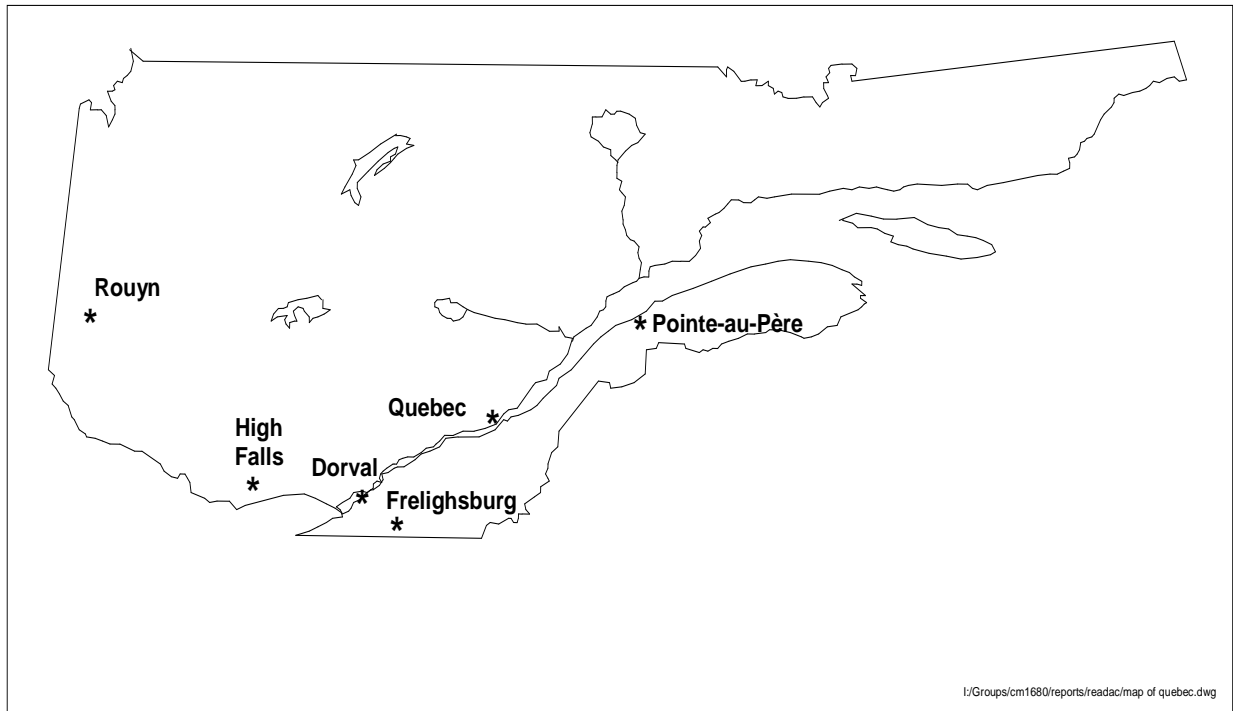 Rouyn
Pointe-au-Père
Quebec
High
Falls
Dorval
Frelighsburg
I:/Groups/cm1680/reports/readac/map of quebec.dwg